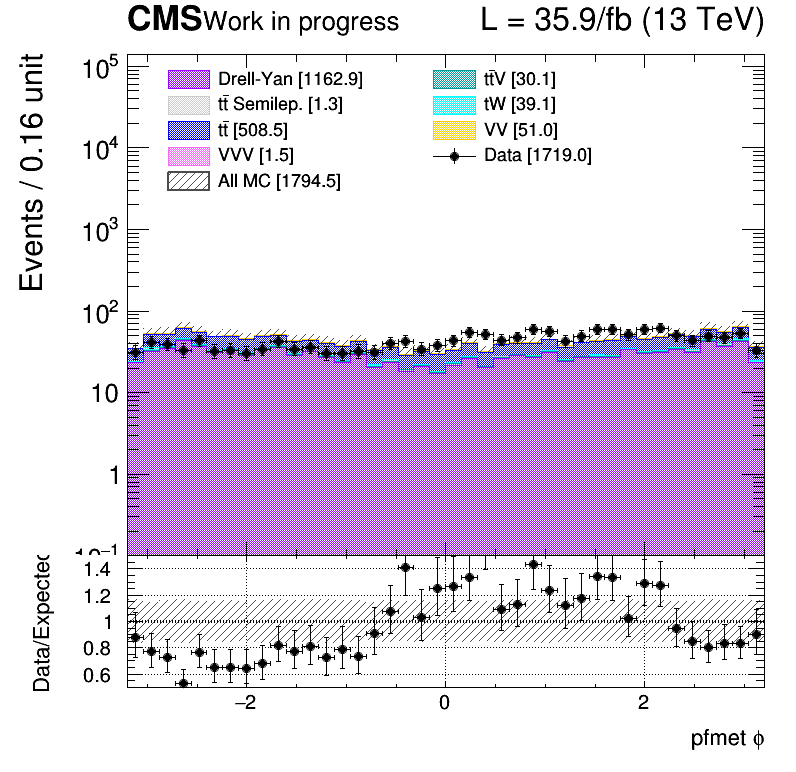 CMS Work in progress L = 35.9/fb (13 TeV)
Events / 0.16 unit
10⁵
10⁴
10³
10²
10
1
10⁻¹
Drell-Yan [1162.9]
tt̄ Semilep. [1.3]
tt̄ [508.5]
VVV [1.5]
All MC [1794.5]
tt̄V [30.1]
tW [39.1]
VV [51.0]
Data [1719.0]
Data/Expected
1.4
1.2
1
0.8
0.6
−2 0 2
pfmet ϕ